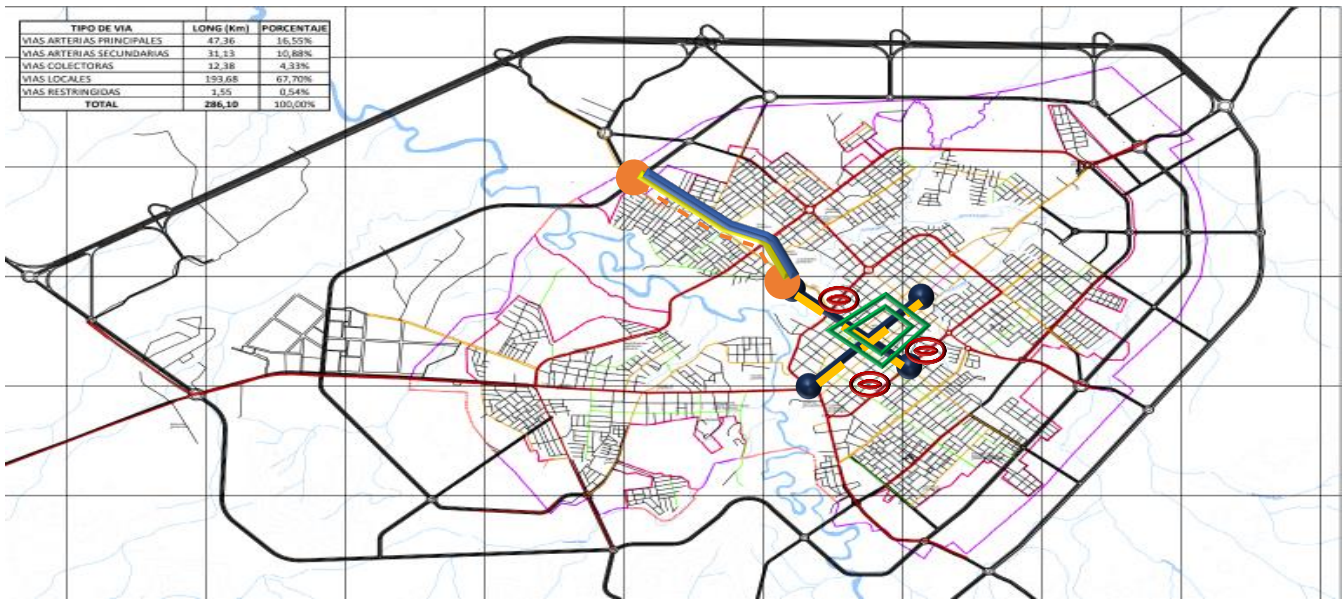 TIPO DE VIA LONG (Km) PORCENTAJE
VIAS ARTERIAS PRINCIPALES 47,36 16,55%
VIAS ARTERIAS SECUNDARIAS 31,13 10,88%
VIAS COLECTORAS 12,38 4,33%
VIAS LOCALES 193,68 67,70%
VIAS RESTRINGIDAS 1,55 0,54%
TOTAL 286,10 100,00%